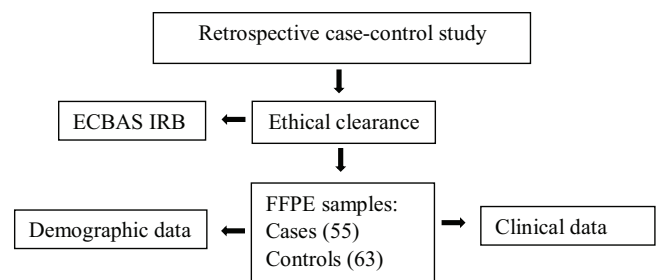 Retrospective case-control study
ECBAS IRB
Ethical clearance
Demographic data
FFPE samples:
Cases (55)
Controls (63)
Clinical data